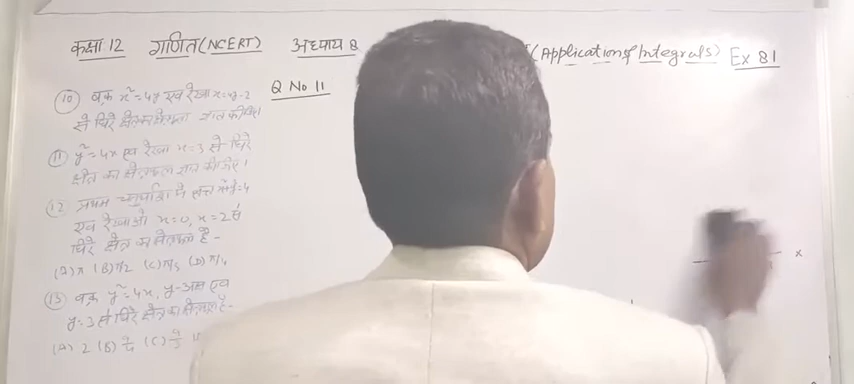 कक्षा 12 गणित (NCERT) अध्याय 8 (Application of Integrals) Ex 8.1
Q No 11
(10) वक्र x² = 4y एवं रेखा x = 4y - 2
से घिरे क्षेत्र का क्षेत्रफल ज्ञात कीजिए।
(11) y² = 4x एवं रेखा x = 3 से घिरे
क्षेत्र का क्षेत्रफल ज्ञात कीजिए।
(12) प्रथम चतुर्थांश में वृत्त x² + y² = 4
एवं रेखाओं x = 0, x = 2 से
घिरे क्षेत्र का क्षेत्रफल है -
(A) π (B) π/2 (C) π/3 (D) π/4
(13) वक्र y² = 4x, y-अक्ष एवं
y = 3 से घिरे क्षेत्र का क्षेत्रफल है -
(A) 2 (B) 9/4 (C) 9/3
x